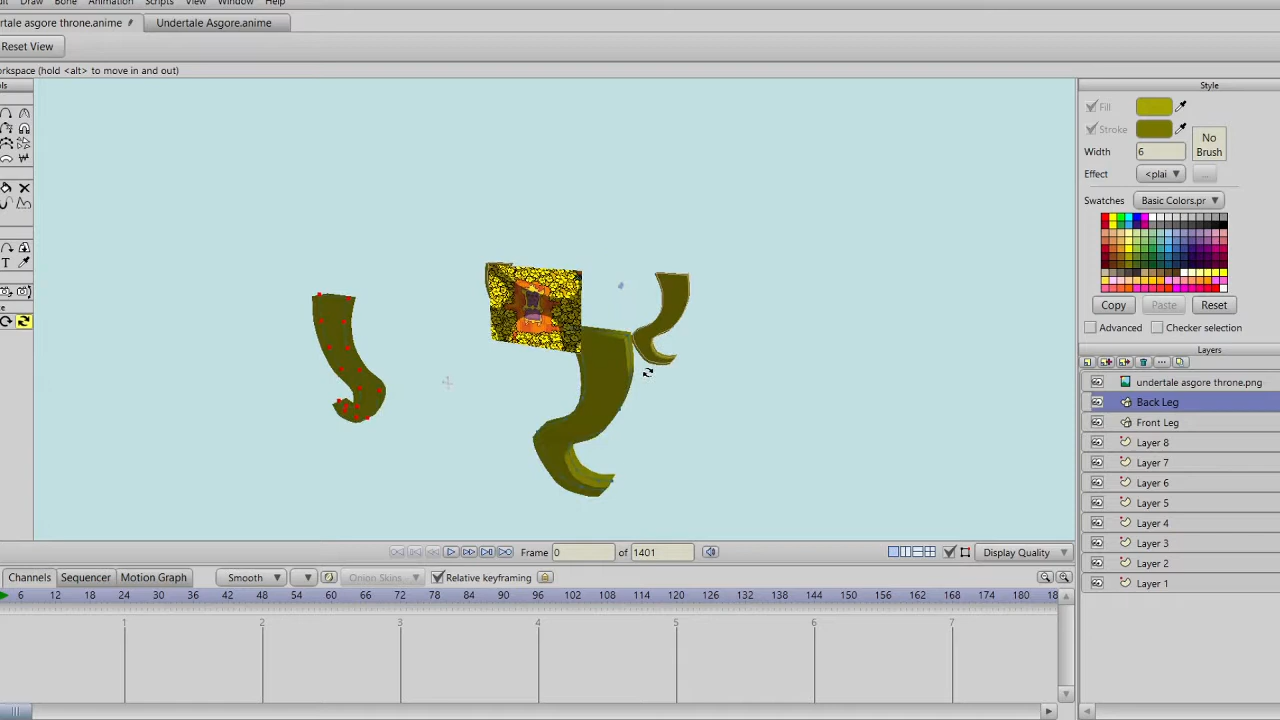 dit Draw Bone Animation Scripts View Window Help
rtale asgore throne.anime Undertale Asgore.anime
Reset View
orkspace (hold <alt> to move in and out)
ols Style
Fill
Stroke
No Brush
Width 6
Effect <plai ...
Swatches Basic Colors.pr
T
Copy Paste Reset
Advanced Checker selection
Layers
undertale asgore throne.png
Back Leg
Front Leg
Layer 8
Layer 7
Layer 6
Layer 5
Layer 4
Layer 3
Layer 2
Layer 1
Frame 0 of 1401 Display Quality
Channels Sequencer Motion Graph Smooth Onion Skins Relative keyframing
6 12 18 24 30 36 42 48 54 60 66 72 78 84 90 96 102 108 114 120 126 132 138 144 150 156 162 168 174 180 18
1 2 3 4 5 6 7